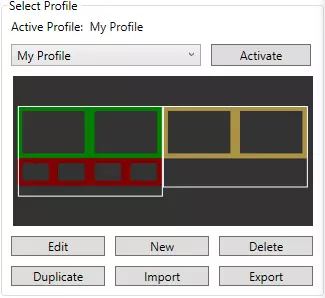 Select Profile
Active Profile: My Profile
My Profile
Activate
Edit
New
Delete
Duplicate
Import
Export